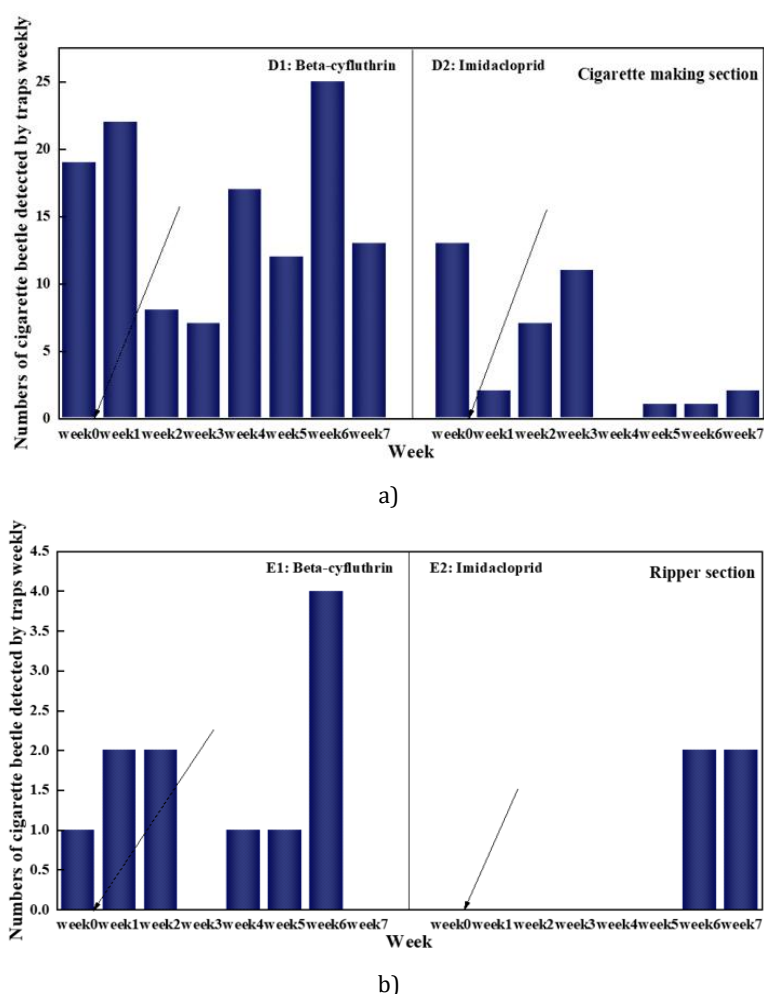 Numbers of cigarette beetle detected by traps weekly
D1: Beta-cyfluthrin
D2: Imidacloprid
Cigarette making section
25
20
15
10
5
0
week0week1week2week3week4week5week6week7
week0week1week2week3week4week5week6week7
Week
a)
Numbers of cigarette beetle detected by traps weekly
E1: Beta-cyfluthrin
E2: Imidacloprid
Ripper section
4.5
4.0
3.5
3.0
2.5
2.0
1.5
1.0
0.5
0.0
week0week1week2week3week4week5week6week7
week0week1week2week3week4week5week6week7
Week
b)